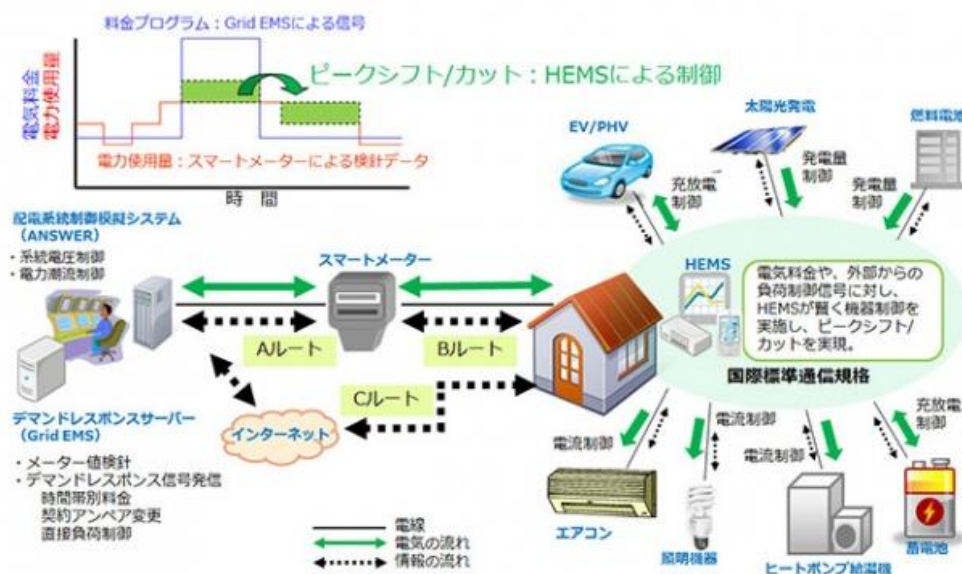 料金プログラム：Grid EMSによる信号
ピークシフト/カット：HEMSによる制御
電気料金
電力使用量
電力使用量：スマートメーターによる検針データ
時 間
EV/PHV
太陽光発電
燃料電池
充放電
制御
発電量
制御
発電量
制御
配電系統制御模擬システム
（ANSWER）
・系統電圧制御
・電力潮流制御
スマートメーター
HEMS
電気料金や、外部からの
負荷制御信号に対し、
HEMSが賢く機器制御を
実施し、ピークシフト/
カットを実現。
国際標準通信規格
Aルート
Bルート
Cルート
インターネット
デマンドレスポンスサーバー
（Grid EMS）
・メーター値検針
・デマンドレスポンス信号発信
時間帯別料金
契約アンペア変更
直接負荷制御
電流制御
電流制御
電流制御
充放電
制御
エアコン
照明機器
ヒートポンプ給湯機
蓄電池
電線
電気の流れ
情報の流れ